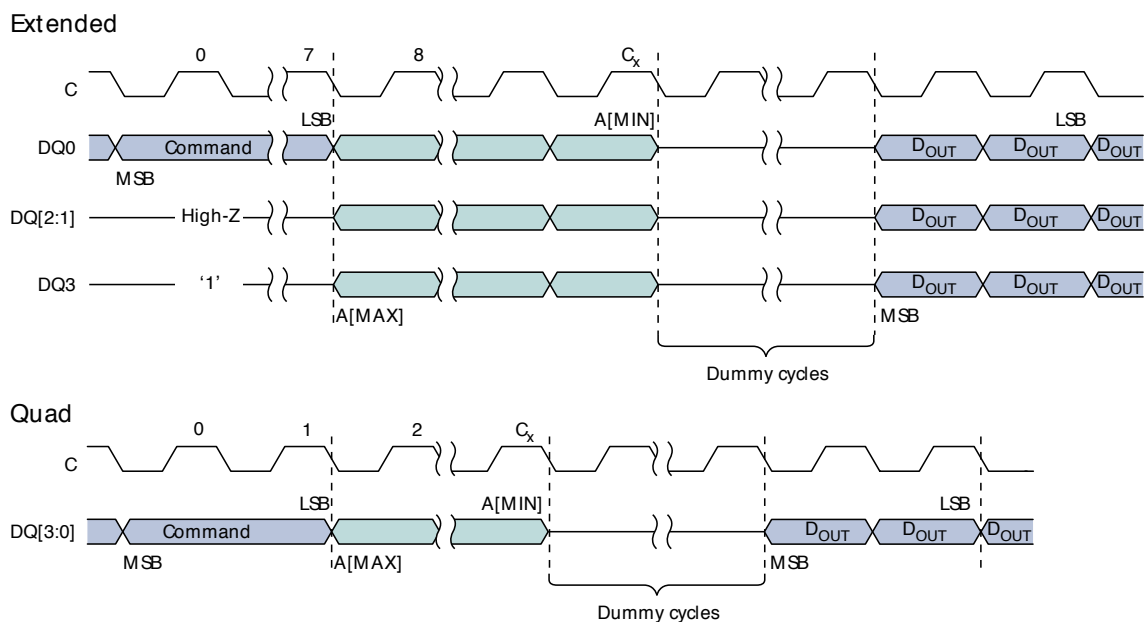 Extended
0 7 8 Cx
C
LSB A[MIN] LSB
DQ0 Command DOUT DOUT DOUT
MSB
DQ[2:1] High-Z DOUT DOUT DOUT
DQ3 ‘1’ DOUT DOUT DOUT
A[MAX] MSB
Dummy cycles
Quad
0 1 2 Cx
C
LSB A[MIN] LSB
DQ[3:0] Command DOUT DOUT DOUT
MSB A[MAX] MSB
Dummy cycles